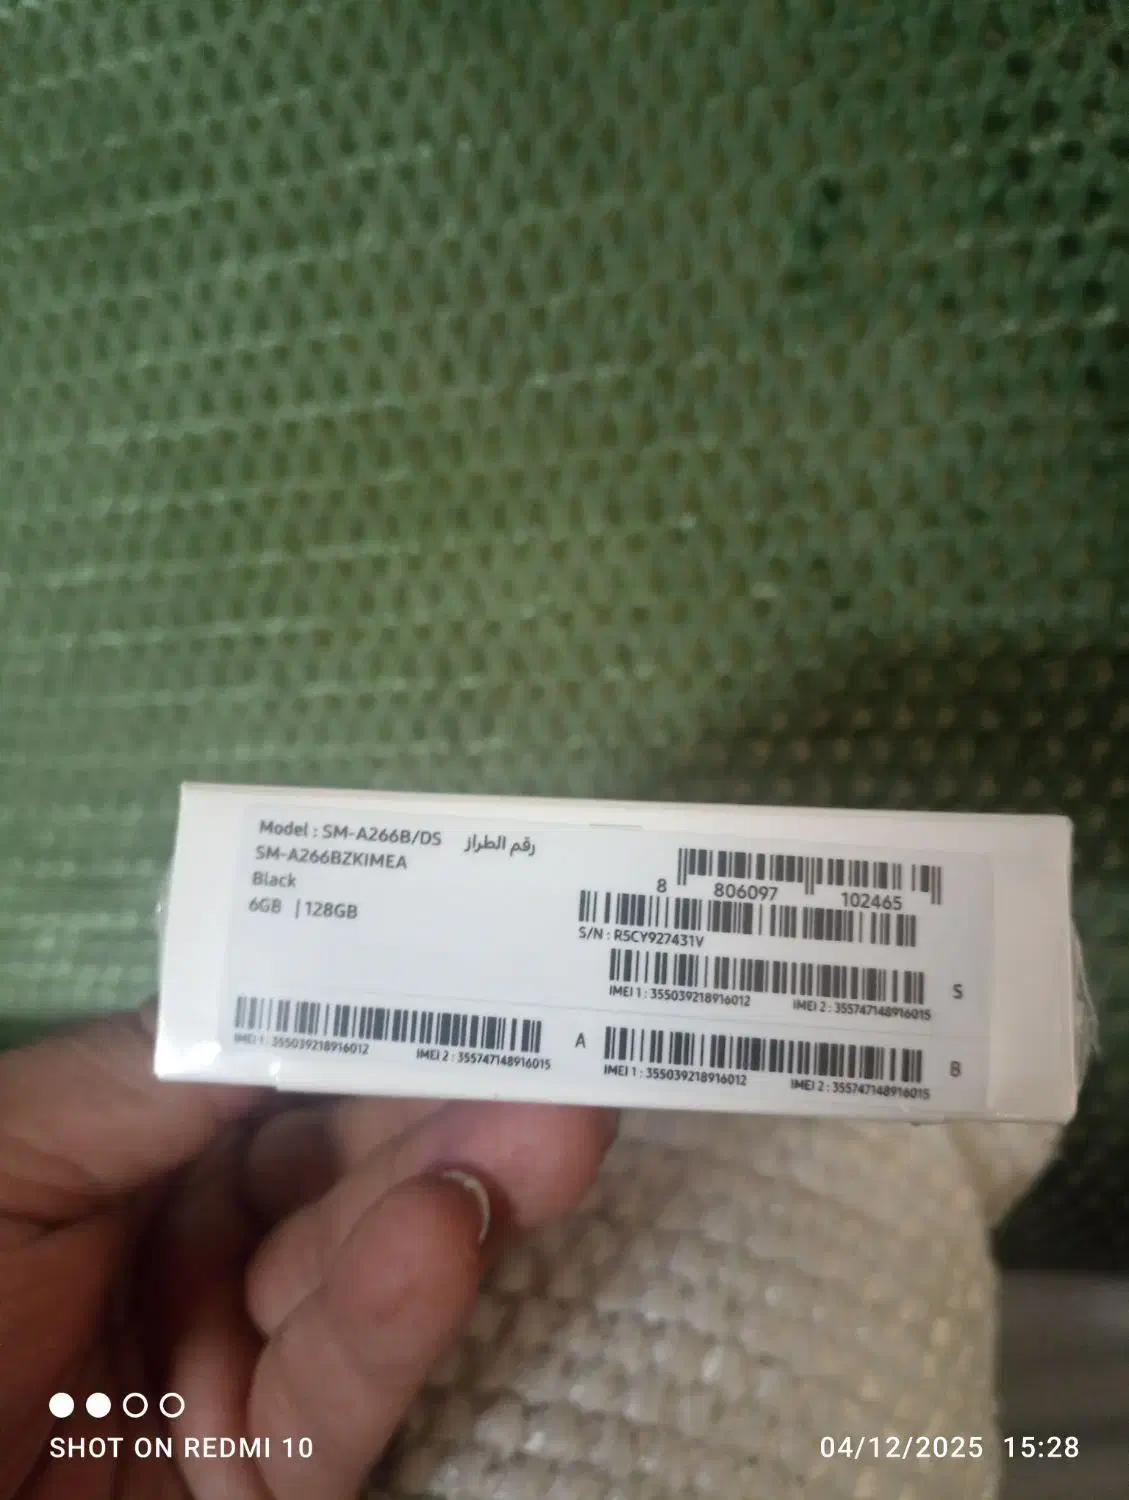 Model : SM-A266B/DS رقم الطراز
SM-A266BZKIMEA
Black
6GB | 128GB
8 806097 102465
S/N : R5CY927431V
IMEI 1 : 355039218916012 IMEI 2 : 355747148916015
S
IMEI 1 : 355039218916012 IMEI 2 : 355747148916015
A
IMEI 1 : 355039218916012 IMEI 2 : 355747148916015
B
SHOT ON REDMI 10
04/12/2025 15:28